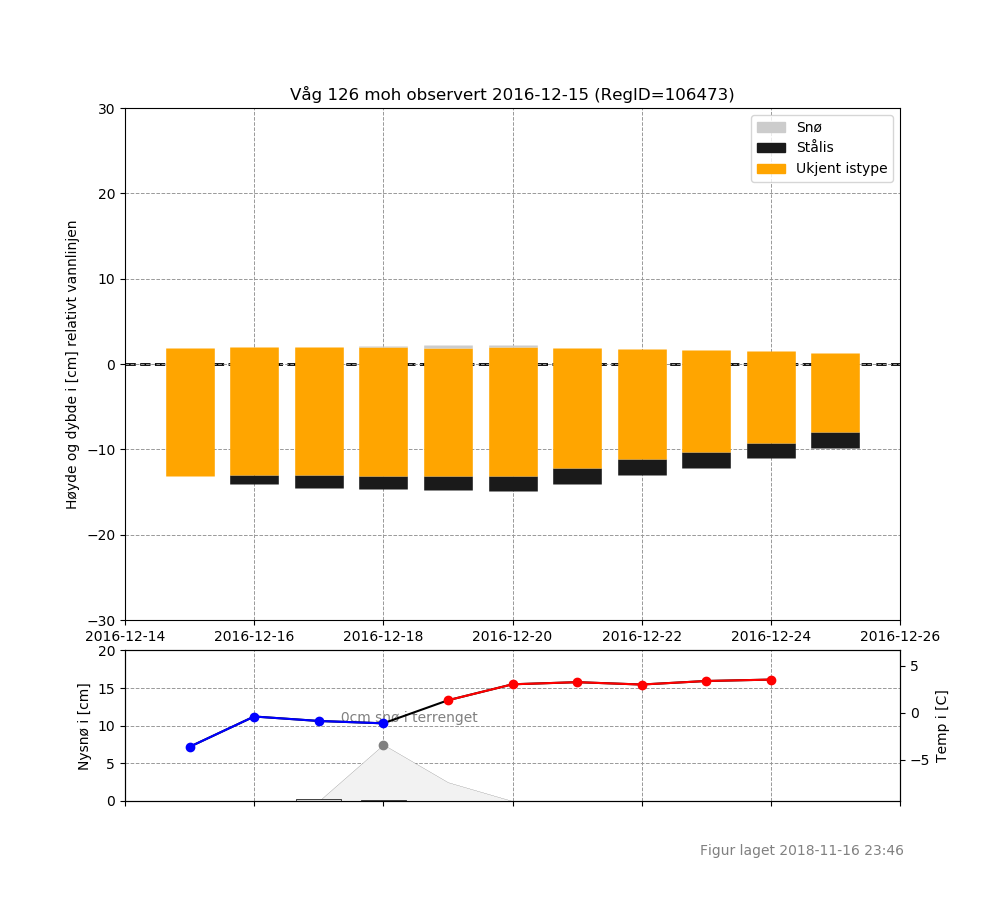 Våg 126 moh observert 2016-12-15 (RegID=106473)
Snø
Stålis
Ukjent istype
Høyde og dybde i [cm] relativt vannlinjen
30
20
10
0
−10
−20
−30
2016-12-14 2016-12-16 2016-12-18 2016-12-20 2016-12-22 2016-12-24 2016-12-26
Nysnø i [cm]
20
15
10
5
0
0cm snø i terrenget
5
0
−5
Temp i [C]
Figur laget 2018-11-16 23:46